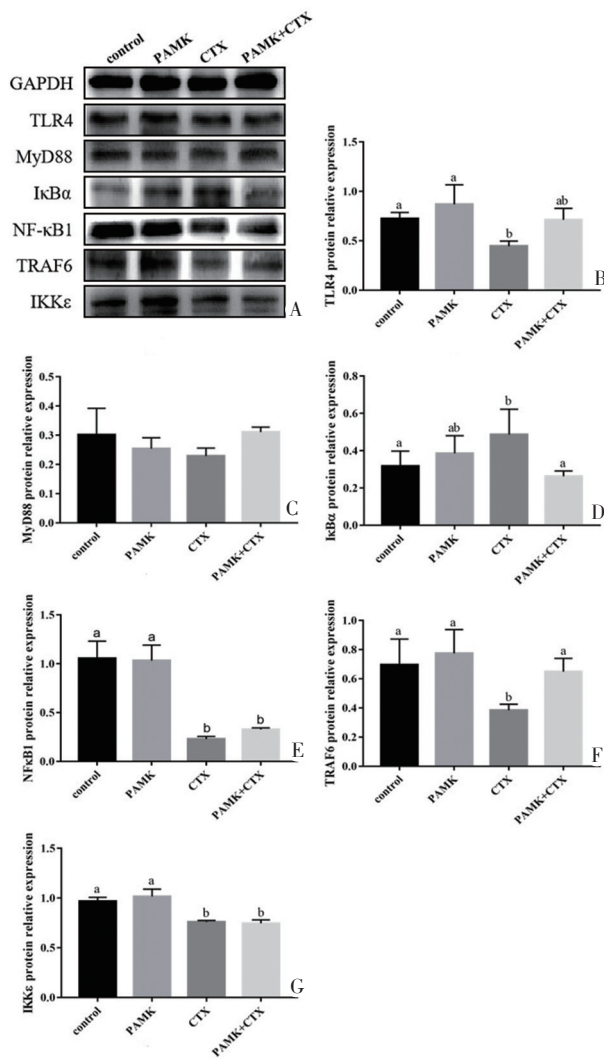 control PAMK CTX PAMK+CTX
GAPDH
TLR4
MyD88
IκBα
NF-κB1
TRAF6
IKKε
A
TLR4 protein relative expression
1.5
1.0
0.5
0.0
a a b ab
control PAMK CTX PAMK+CTX
B
MyD88 protein relative expression
0.5
0.4
0.3
0.2
0.1
0.0
control PAMK CTX PAMK+CTX
C
IκBα protein relative expression
0.8
0.6
0.4
0.2
0.0
a ab b a
control PAMK CTX PAMK+CTX
D
NFκB1 protein relative expression
1.5
1.0
0.5
0.0
a a b b
control PAMK CTX PAMK+CTX
E
TRAF6 protein relative expression
1.0
0.8
0.6
0.4
0.2
0.0
a a b a
control PAMK CTX PAMK+CTX
F
IKKε protein relative expression
1.5
1.0
0.5
0.0
a a b b
control PAMK CTX PAMK+CTX
G